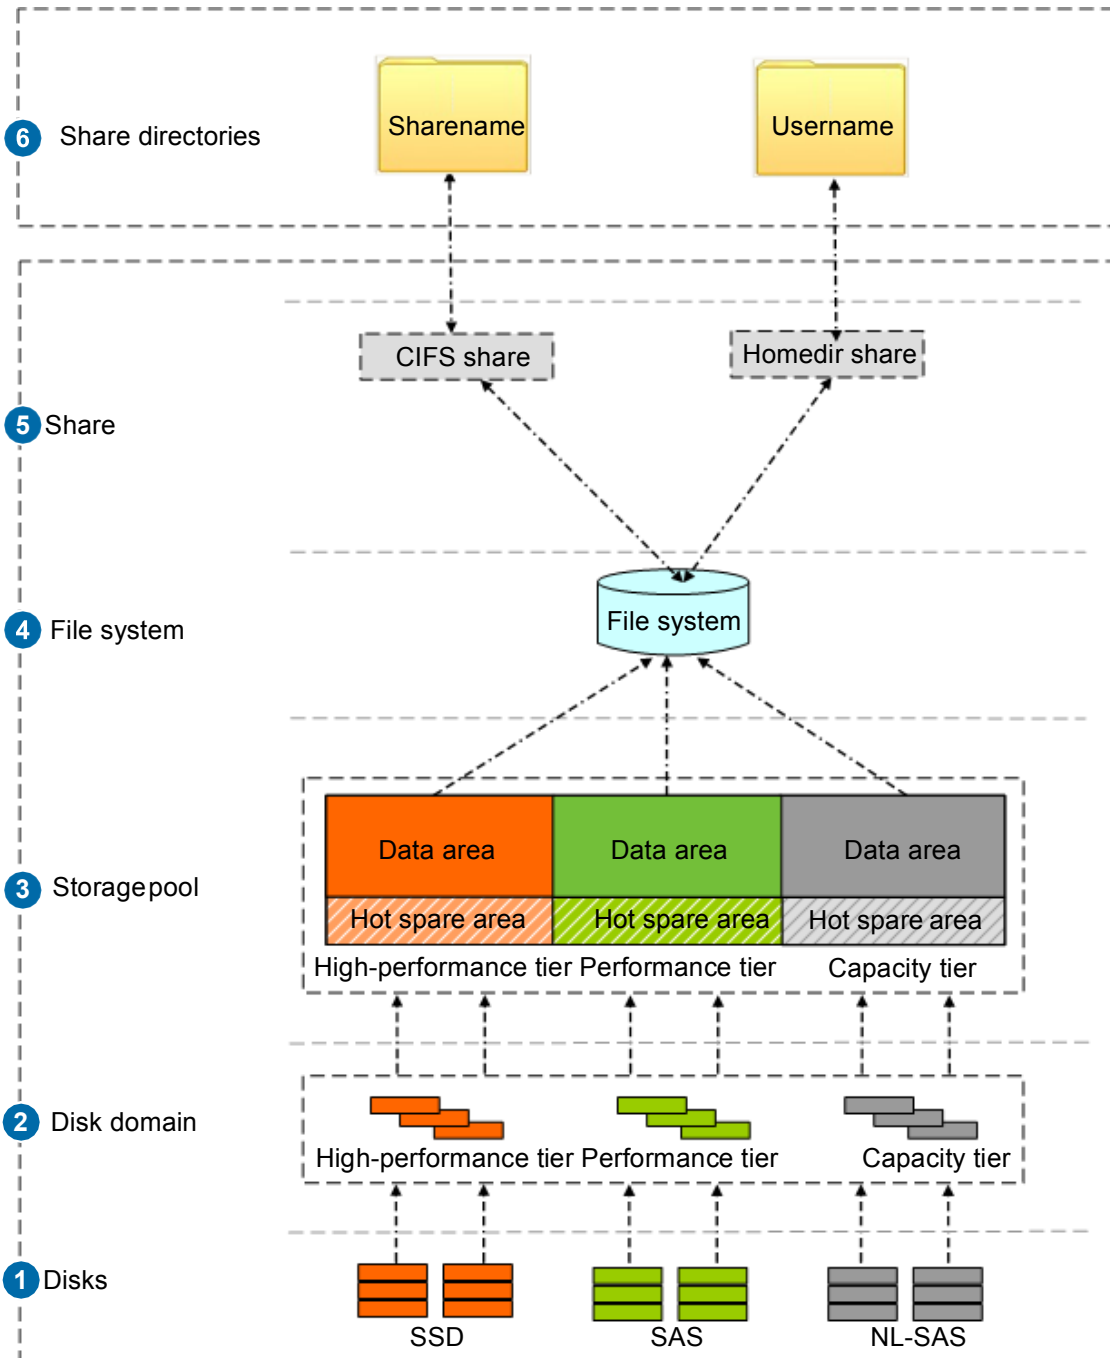 Sharename
Username
6 Share directories
CIFS share
Homedir share
5 Share
4 File system
File system
Data area Data area Data area
3 Storagepool
Hot spare area Hot spare area Hot spare area
High-performance tier Performance tier Capacity tier
2 Disk domain
High-performance tier Performance tier Capacity tier
1 Disks
SSD SAS NL-SAS